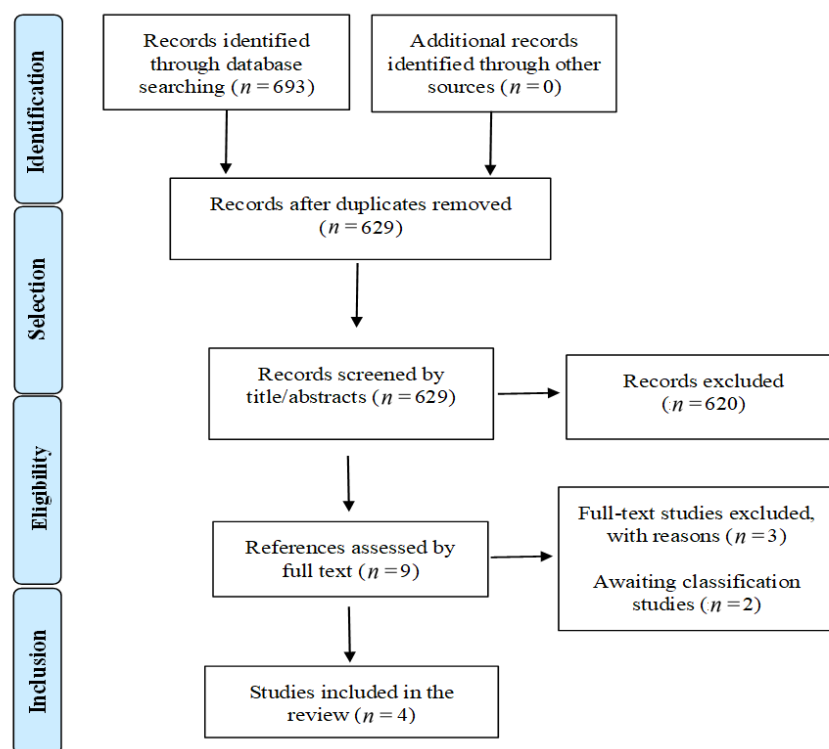 Identification
Records identified
through database
searching (n = 693)
Additional records
identified through other
sources (n = 0)
Records after duplicates removed
(n = 629)
Selection
Records screened by
title/abstracts (n = 629)
Records excluded
(n = 620)
Eligibility
References assessed by
full text (n = 9)
Full-text studies excluded,
with reasons (n = 3)
Awaiting classification
studies (n = 2)
Inclusion
Studies included in the
review (n = 4)